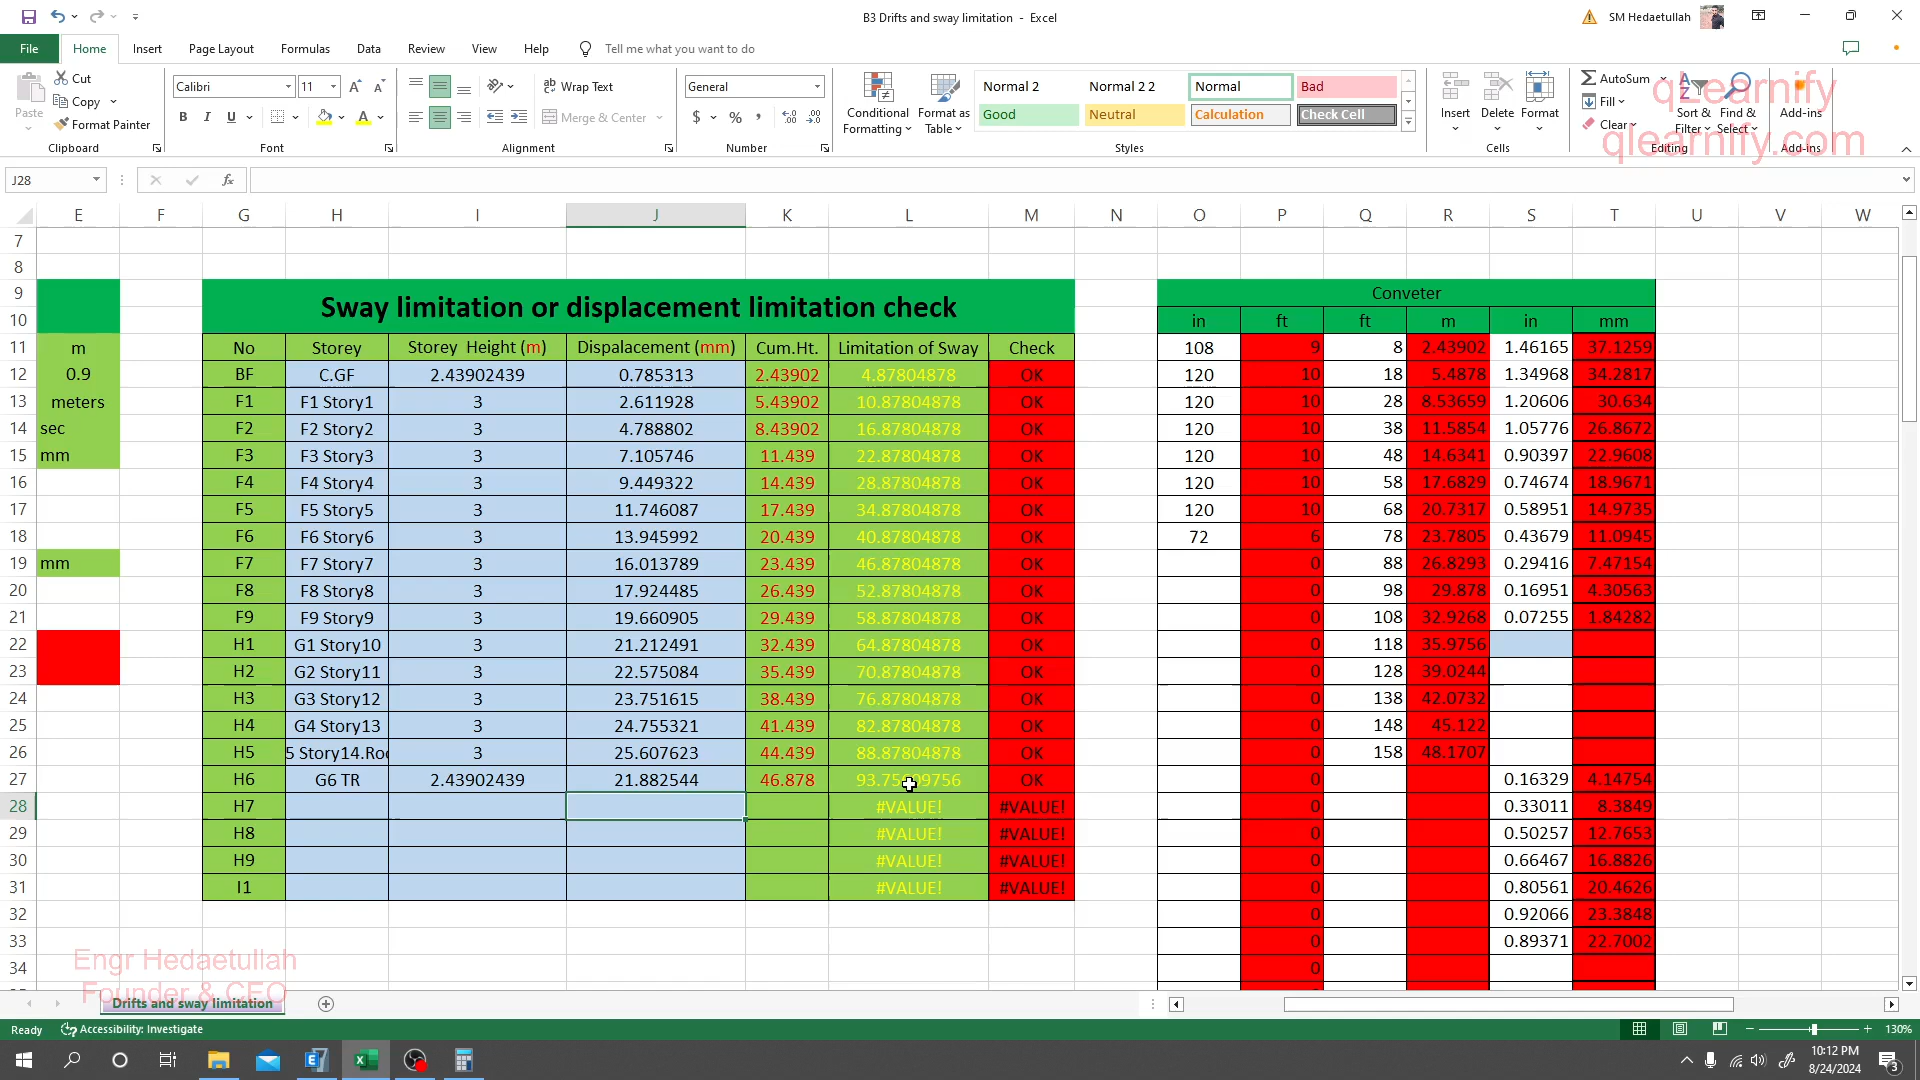 B3 Drifts and sway limitation - Excel
SM Hedaetullah
File Home Insert Page Layout Formulas Data Review View Help Tell me what you want to do
Paste
Cut
Copy
Format Painter
Clipboard
Calibri 11
B I U
Font
Wrap Text
Merge & Center
Alignment
General
$ % ,
Number
Conditional Formatting
Format as Table
Normal 2 Normal 2 2 Normal Bad
Good Neutral Calculation Check Cell
Styles
Insert Delete Format
Cells
AutoSum
Fill
Clear
Sort & Filter
Find & Select
Editing
Add-ins
Add-ins
qLearnify
qlearnify.com
J28
fx
E F G H I J K L M N O P Q R S T U V W
7
8
9 Sway limitation or displacement limitation check Conveter
10 in ft ft m in mm
11 m No Storey Storey Height (m) Dispalacement (mm) Cum.Ht. Limitation of Sway Check 108 9 8 2.43902 1.46165 37.1259
12 0.9 BF C.GF 2.43902439 0.785313 2.43902 4.87804878 OK 120 10 18 5.4878 1.34968 34.2817
13 meters F1 F1 Story1 3 2.611928 5.43902 10.87804878 OK 120 10 28 8.53659 1.20606 30.634
14 sec F2 F2 Story2 3 4.788802 8.43902 16.87804878 OK 120 10 38 11.5854 1.05776 26.8672
15 mm F3 F3 Story3 3 7.105746 11.439 22.87804878 OK 120 10 48 14.6341 0.90397 22.9608
16 F4 F4 Story4 3 9.449322 14.439 28.87804878 OK 120 10 58 17.6829 0.74674 18.9671
17 F5 F5 Story5 3 11.746087 17.439 34.87804878 OK 120 10 68 20.7317 0.58951 14.9735
18 F6 F6 Story6 3 13.945992 20.439 40.87804878 OK 72 6 78 23.7805 0.43679 11.0945
19 mm F7 F7 Story7 3 16.013789 23.439 46.87804878 OK 0 88 26.8293 0.29416 7.47154
20 F8 F8 Story8 3 17.924485 26.439 52.87804878 OK 0 98 29.878 0.16951 4.30563
21 F9 F9 Story9 3 19.660905 29.439 58.87804878 OK 0 108 32.9268 0.07255 1.84282
22 H1 G1 Story10 3 21.212491 32.439 64.87804878 OK 0 118 35.9756
23 H2 G2 Story11 3 22.575084 35.439 70.87804878 OK 0 128 39.0244
24 H3 G3 Story12 3 23.751615 38.439 76.87804878 OK 0 138 42.0732
25 H4 G4 Story13 3 24.755321 41.439 82.87804878 OK 0 148 45.122
26 H5 5 Story14.Roo 3 25.607623 44.439 88.87804878 OK 0 158 48.1707
27 H6 G6 TR 2.43902439 21.882544 46.878 OK 0 0.16329 4.14754
28 H7 #VALUE! #VALUE! 0 0.33011 8.3849
29 H8 #VALUE! #VALUE! 0 0.50257 12.7653
30 H9 #VALUE! #VALUE! 0 0.66467 16.8826
31 I1 #VALUE! #VALUE! 0 0.80561 20.4626
32 0 0.92066 23.3848
33 0 0.89371 22.7002
34 0
Engr Hedaetullah
Founder & CEO
Drifts and sway limitation
Ready Accessibility: Investigate 130%
10:12 PM
8/24/2024
3